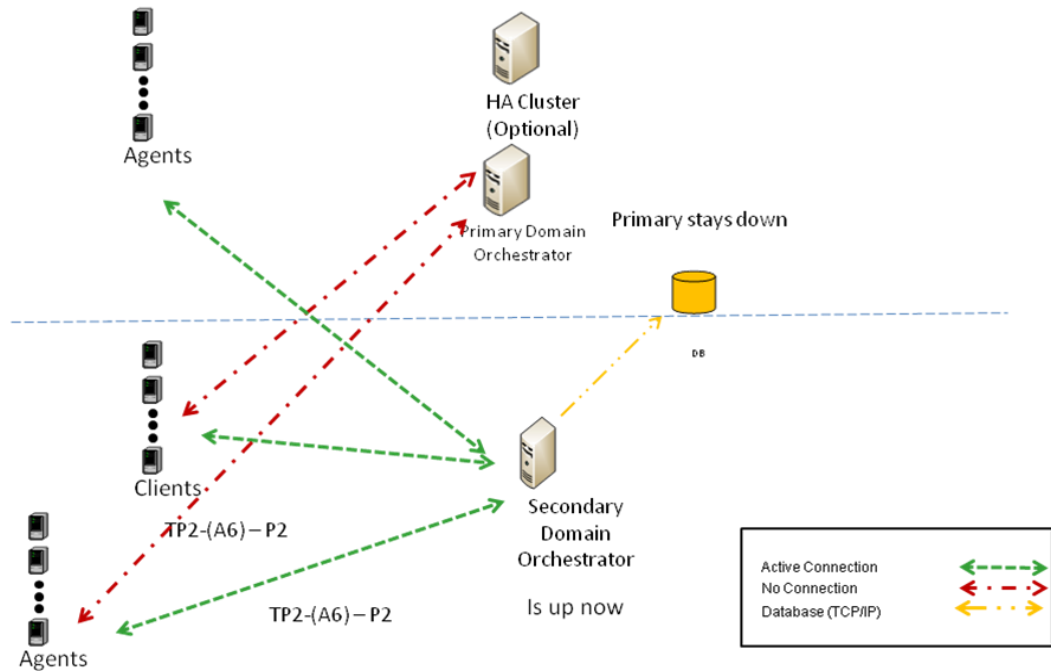 Agents
HA Cluster
(Optional)
Primary Domain
Orchestrator
Primary stays down
DB
Clients
TP2-(A6) – P2
Secondary
Domain
Orchestrator
Is up now
TP2-(A6) – P2
Agents
Active Connection
No Connection
Database (TCP/IP)